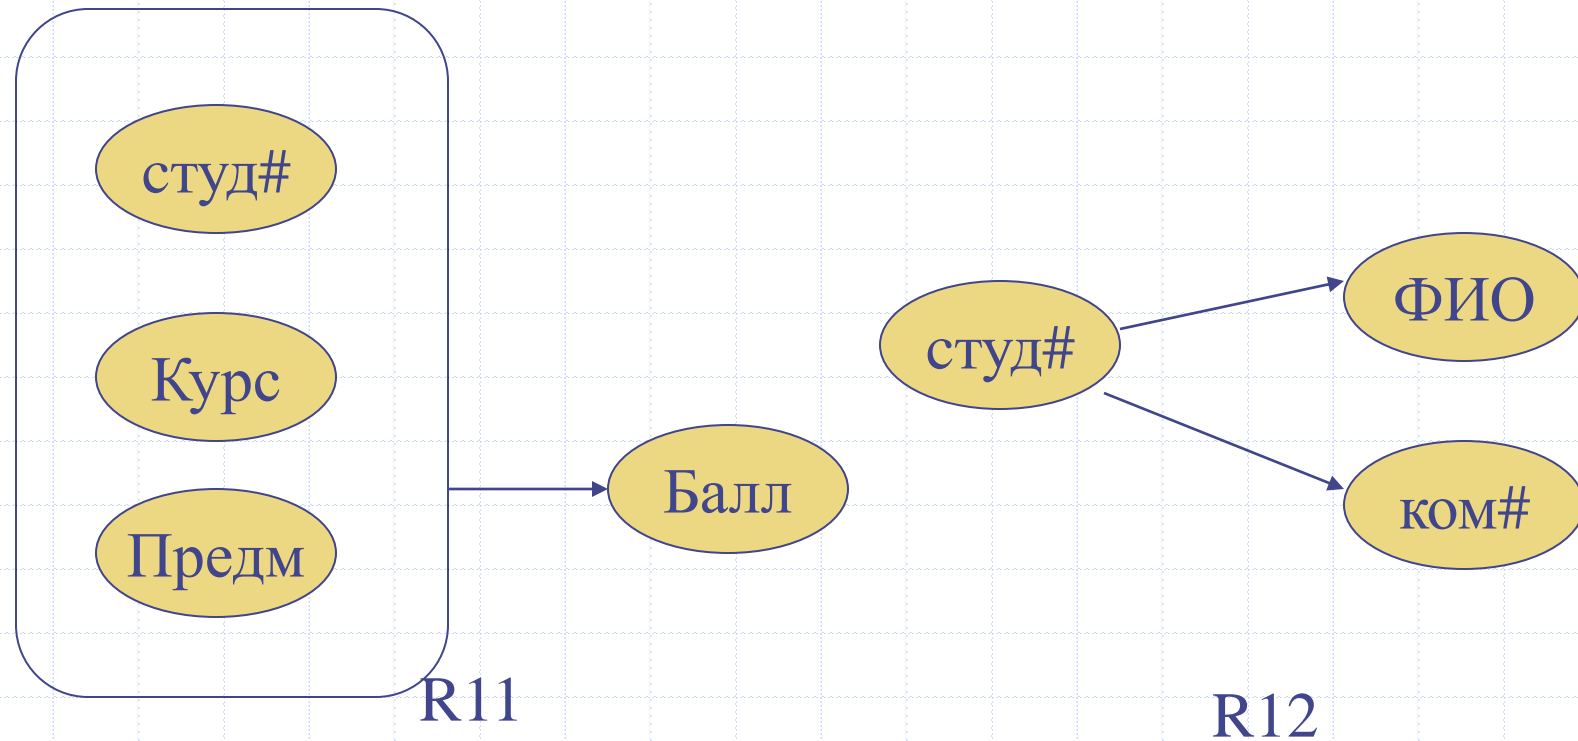 студ#
Курс
Предм
Балл
R11
студ#
ФИО
ком#
R12